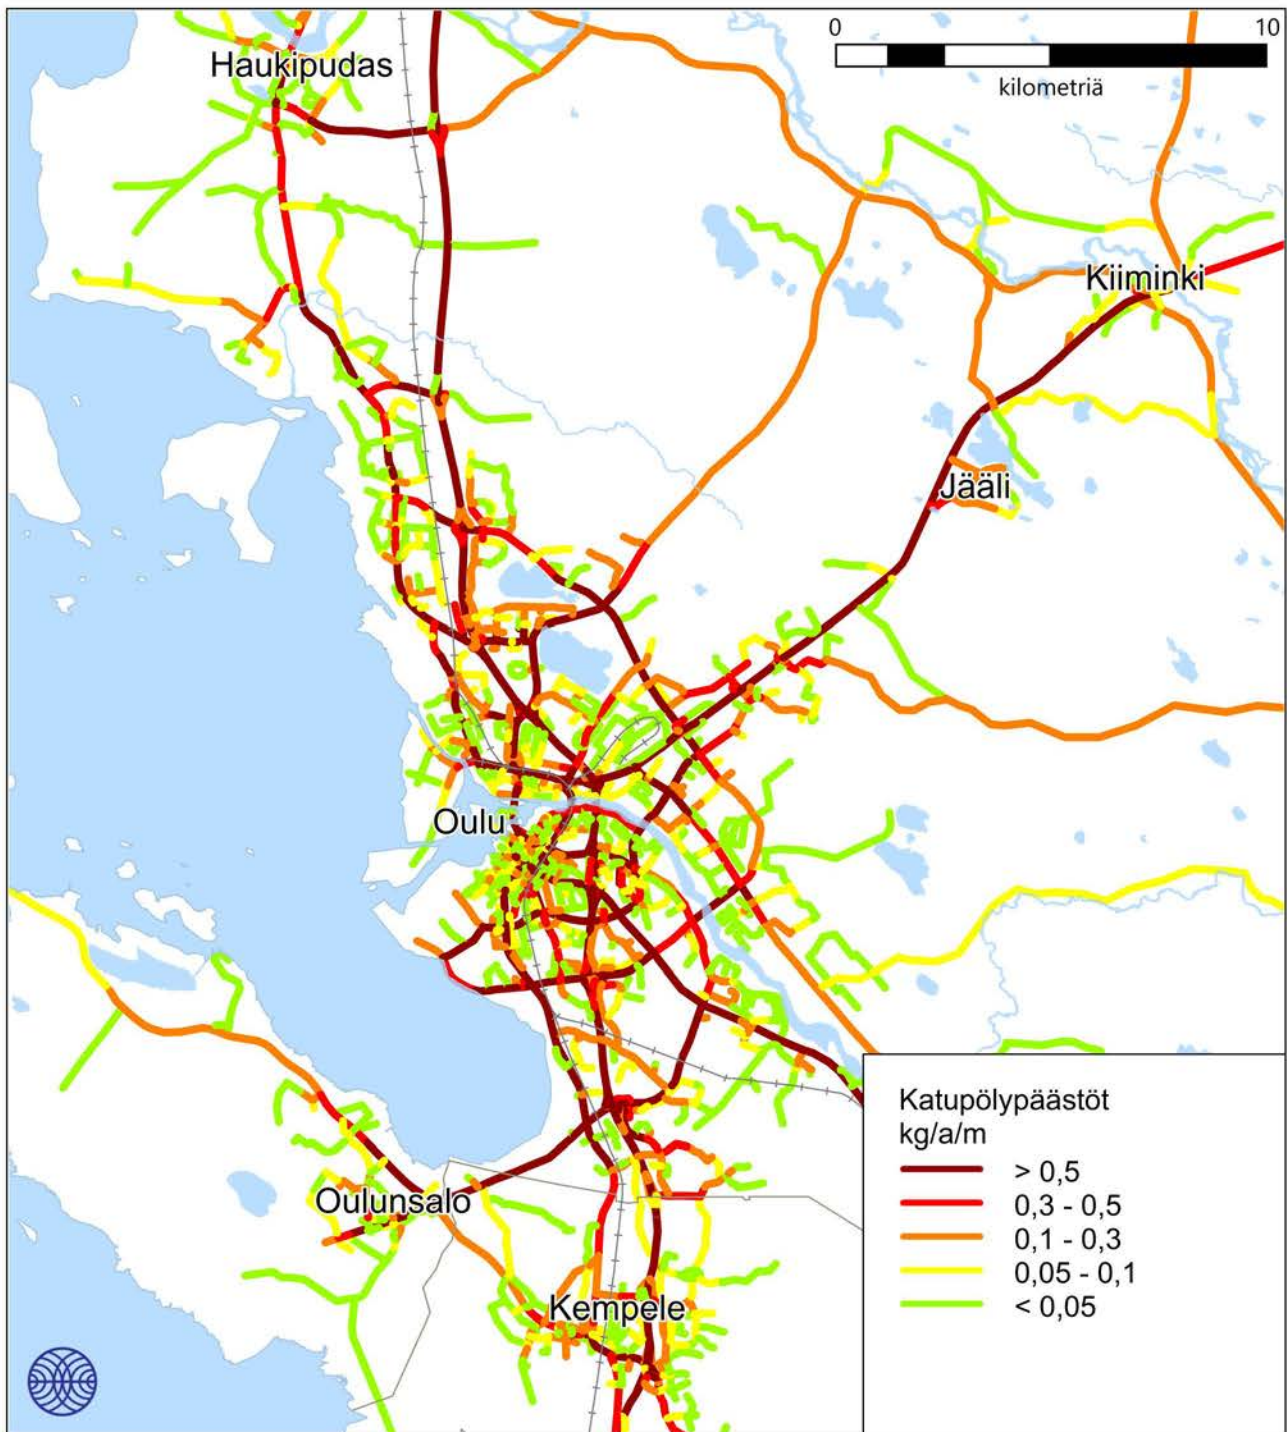 0 10
kilometriä
Haukipudas
Kiiminki
Jääli
Oulu
Oulunsalo
Kempele
Katupölypäästöt
kg/a/m
> 0,5
0,3 - 0,5
0,1 - 0,3
0,05 - 0,1
< 0,05